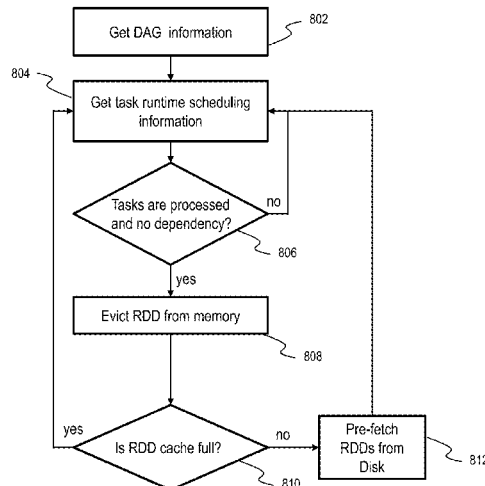 Get DAG information
802
804
Get task runtime scheduling
information
Tasks are processed
and no dependency?
no
806
yes
Evict RDD from memory
808
yes
Is RDD cache full?
no
810
Pre-fetch
RDDs from
Disk
812